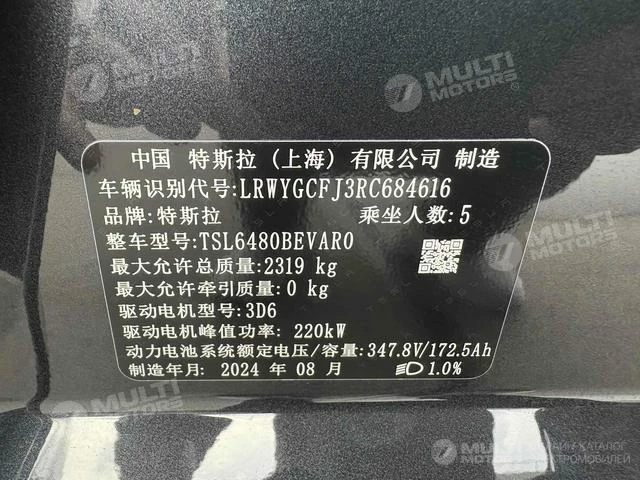 MULTI
MOTORS®
MULTI
MOTORS®
中国 特斯拉(上海)有限公司 制造
车辆识别代号:LRWYGCFJ3RC684616
品牌:特斯拉 乘坐人数:5
整车型号:TSL6480BEVAR0
最大允许总质量:2319 kg
最大允许牵引质量:0 kg
驱动电机型号:3D6
驱动电机峰值功率: 220kW
动力电池系统额定电压/容量:347.8V/172.5Ah
制造年月: 2024 年 08 月 1.0%
MULTI
MOTORS®
MULTI
MOTORS